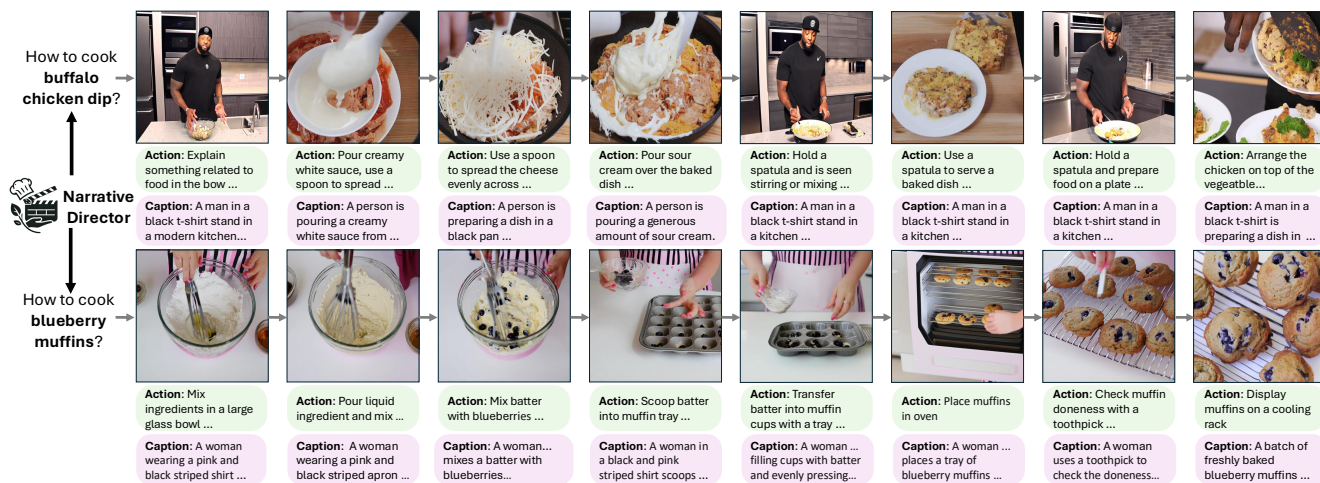 How to cook
buffalo
chicken dip?
Action: Explain
something related to
food in the bow ...
Caption: A man in a
black t-shirt stand in
a modern kitchen...
Action: Pour creamy
white sauce, use a
spoon to spread ...
Caption: A person is
pouring a creamy
white sauce from ...
Action: Use a spoon
to spread the cheese
evenly across ...
Caption: A person is
preparing a dish in a
black pan ...
Action: Pour sour
cream over the baked
dish ...
Caption: A person is
pouring a generous
amount of sour cream.
Action: Hold a
spatula and is seen
stirring or mixing ...
Caption: A man in a
black t-shirt stand in
a kitchen ...
Action: Use a
spatula to serve a
baked dish ...
Caption: A man in a
black t-shirt stand in
a kitchen ...
Action: Hold a
spatula and prepare
food on a plate ...
Caption: A man in a
black t-shirt stand in
a kitchen ...
Action: Arrange the
chicken on top of the
vegeatble...
Caption: A man in a
black t-shirt is
preparing a dish in ...
Narrative
Director
How to cook
blueberry
muffins?
Action: Mix
ingredients in a large
glass bowl ...
Caption: A woman
wearing a pink and
black striped shirt ...
Action: Pour liquid
ingredient and mix ...
Caption: A woman
wearing a pink and
black striped apron ...
Action: Mix batter
with blueberries ...
Caption: A woman...
mixes a batter with
blueberries...
Action: Scoop batter
into muffin tray ...
Caption: A woman in
a black and pink
striped shirt scoops ...
Action: Transfer
batter into muffin
cups with a tray ...
Caption: A woman ...
filling cups with batter
and evenly pressing...
Action: Place muffins
in oven
Caption: A woman ...
places a tray of
blueberry muffins ...
Action: Check muffin
doneness with a
toothpick ...
Caption: A woman
uses a toothpick to
check the doneness...
Action: Display
muffins on a cooling
rack
Caption: A batch of
freshly baked
blueberry muffins ...